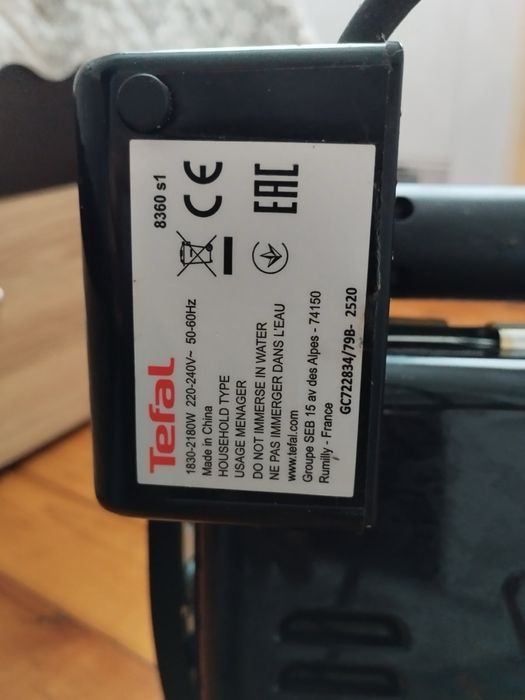 Tefal
1830-2180W 220-240V~ 50-60Hz
Made in China
HOUSEHOLD TYPE
USAGE MENAGER
DO NOT IMMERSE IN WATER
NE PAS IMMERGER DANS L'EAU
www.tefal.com
Groupe SEB 15 av des Alpes - 74150
Rumilly - France
GC722834/79B- 2520
8360 s1
CE
EAC